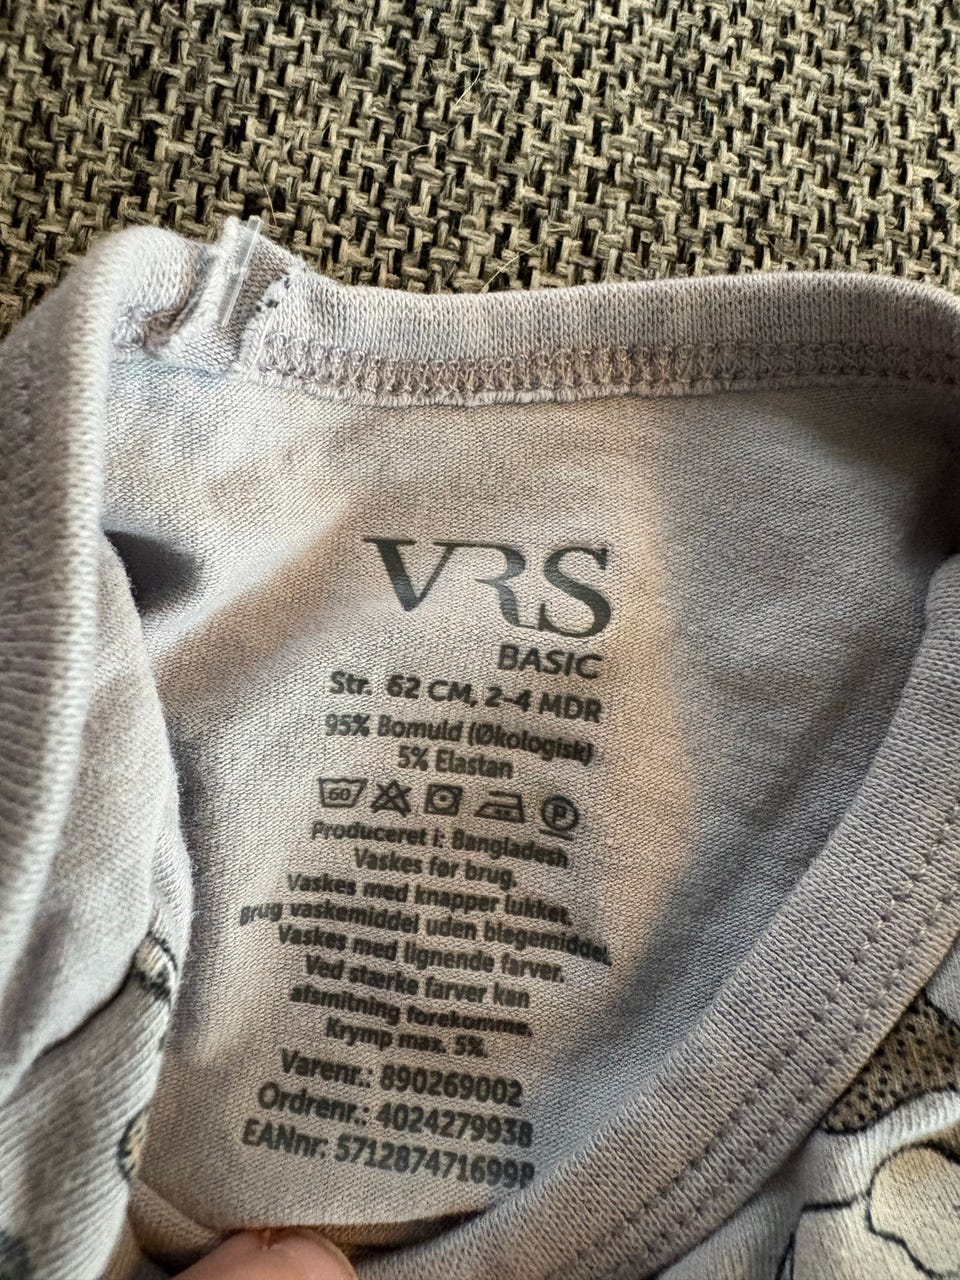 VRS
BASIC
Str. 62 CM, 2-4 MDR
95% Bomuld (Økologisk)
5% Elastan
60 P
Produceret i: Bangladesh
Vaskes før brug.
Vaskes med knapper lukket.
Brug vaskemiddel uden blegemiddel.
Vaskes med lignende farver.
Ved stærke farver kan
afsmitning forekomme.
Krymp max. 5%.
Varenr.: 890269002
Ordrenr.: 4024279938
EANnr: